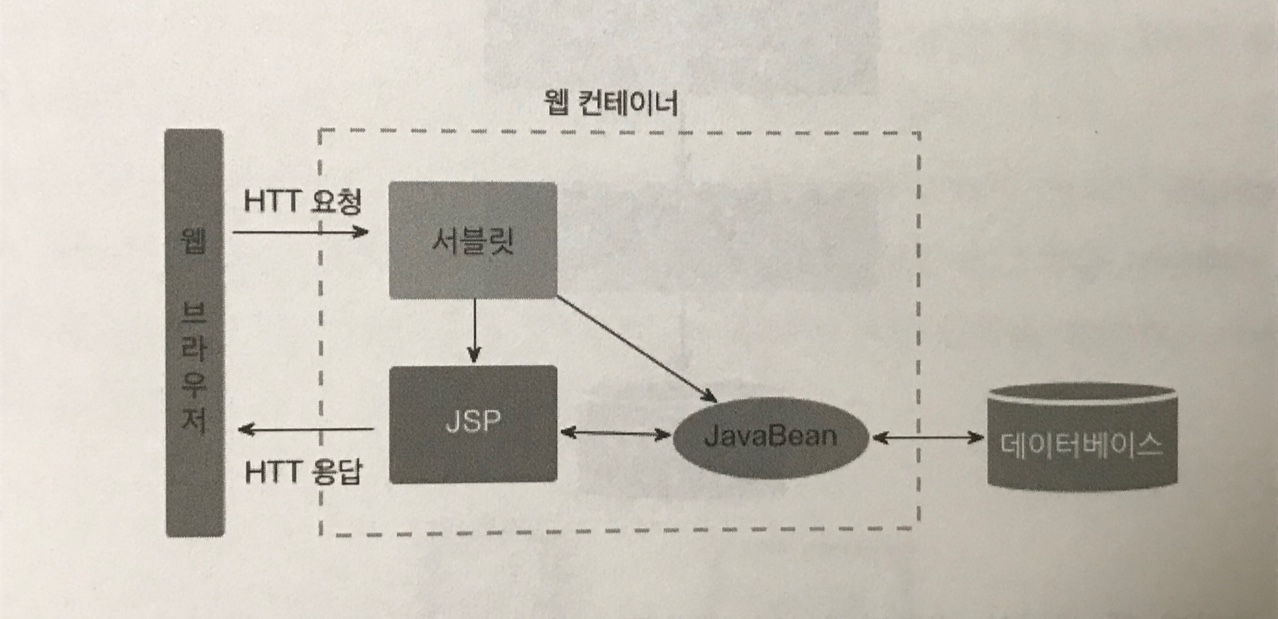 웹 컨테이너
웹 브라우저
HTT 요청
서블릿
JSP
JavaBean
데이터베이스
HTT 응답